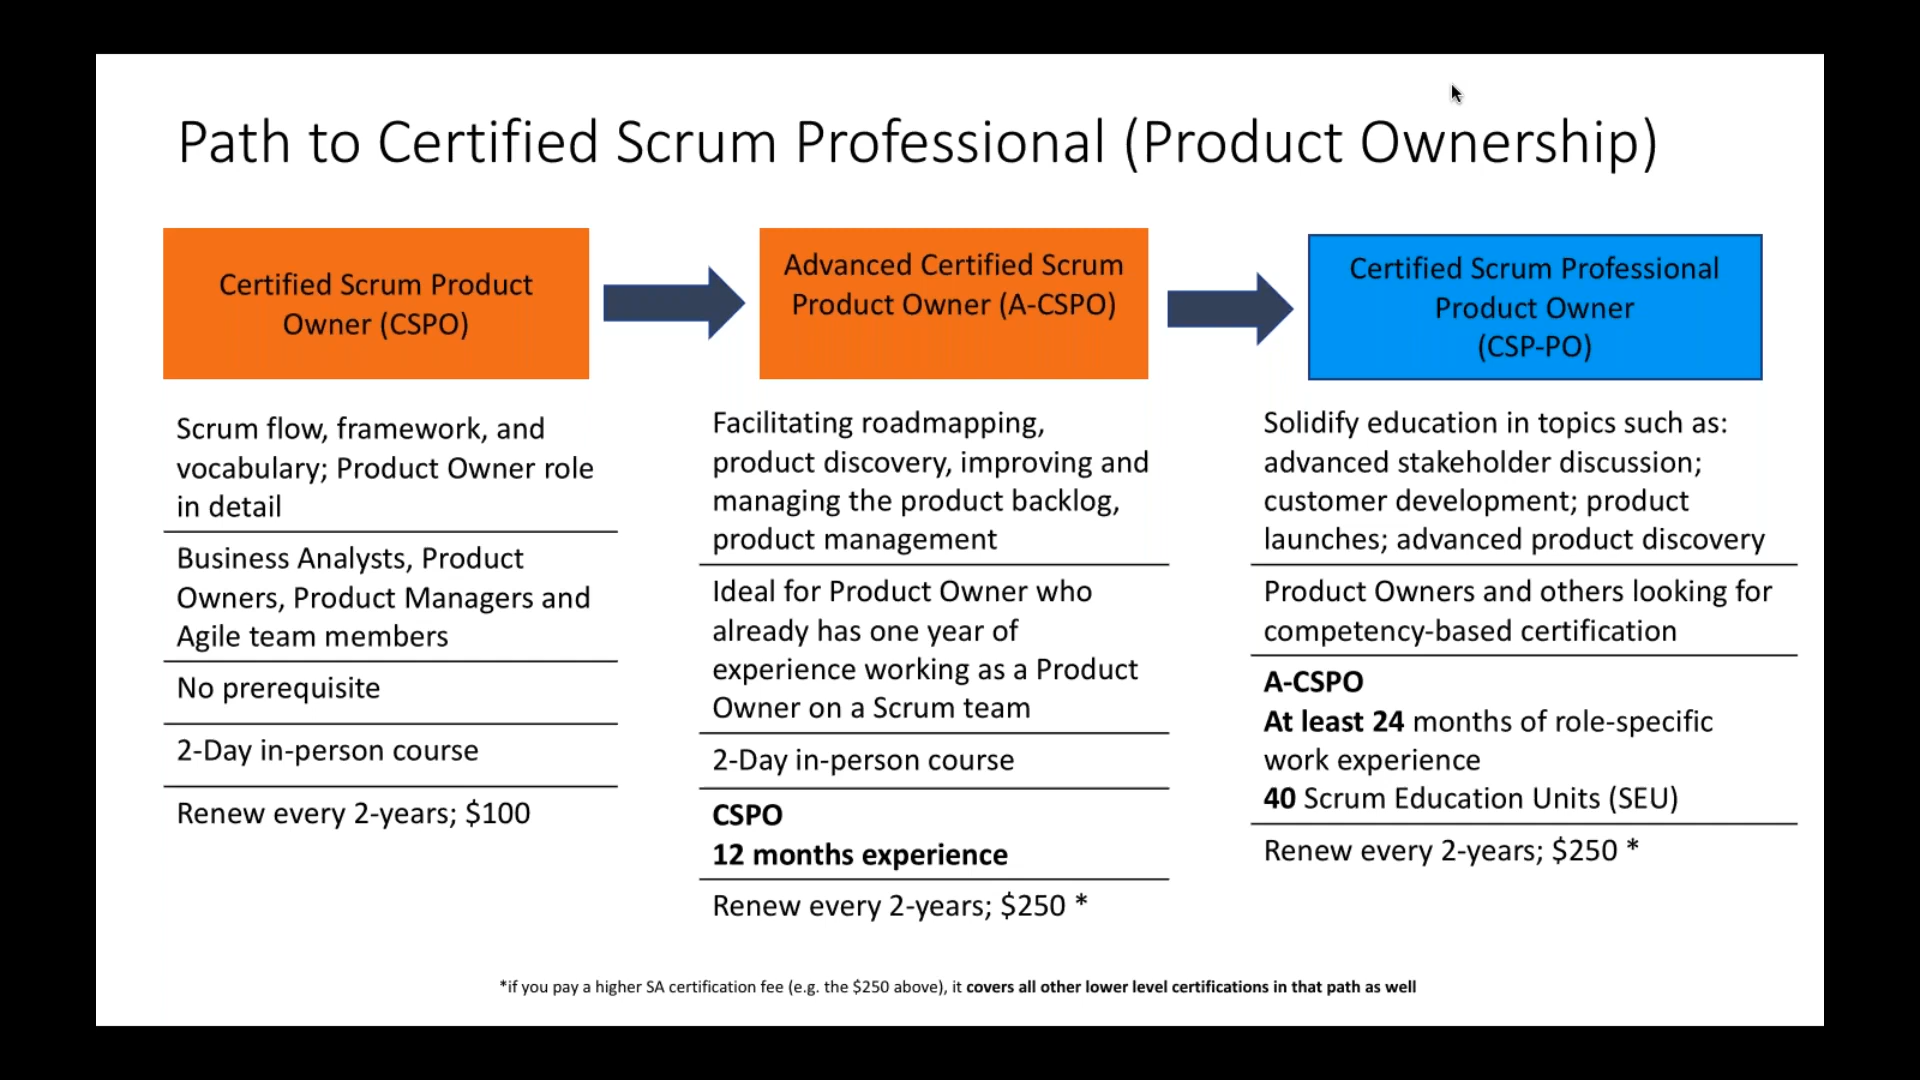 Path to Certified Scrum Professional (Product Ownership)
Certified Scrum Product
Owner (CSPO)
Scrum flow, framework, and
vocabulary; Product Owner role
in detail
Business Analysts, Product
Owners, Product Managers and
Agile team members
No prerequisite
2-Day in-person course
Renew every 2-years; $100
Advanced Certified Scrum
Product Owner (A-CSPO)
Facilitating roadmapping,
product discovery, improving and
managing the product backlog,
product management
Ideal for Product Owner who
already has one year of
experience working as a Product
Owner on a Scrum team
2-Day in-person course
CSPO
12 months experience
Renew every 2-years; $250 *
Certified Scrum Professional
Product Owner
(CSP-PO)
Solidify education in topics such as:
advanced stakeholder discussion;
customer development; product
launches; advanced product discovery
Product Owners and others looking for
competency-based certification
A-CSPO
At least 24 months of role-specific
work experience
40 Scrum Education Units (SEU)
Renew every 2-years; $250 *
*if you pay a higher SA certification fee (e.g. the $250 above), it covers all other lower level certifications in that path as well